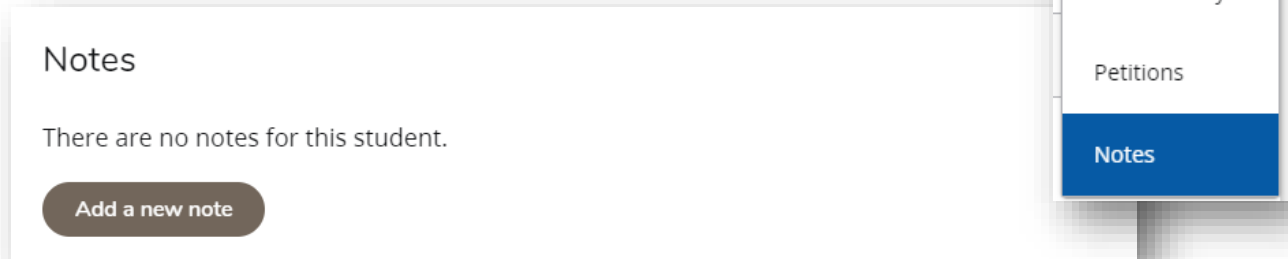 Notes
There are no notes for this student.
Add a new note
Petitions
Notes